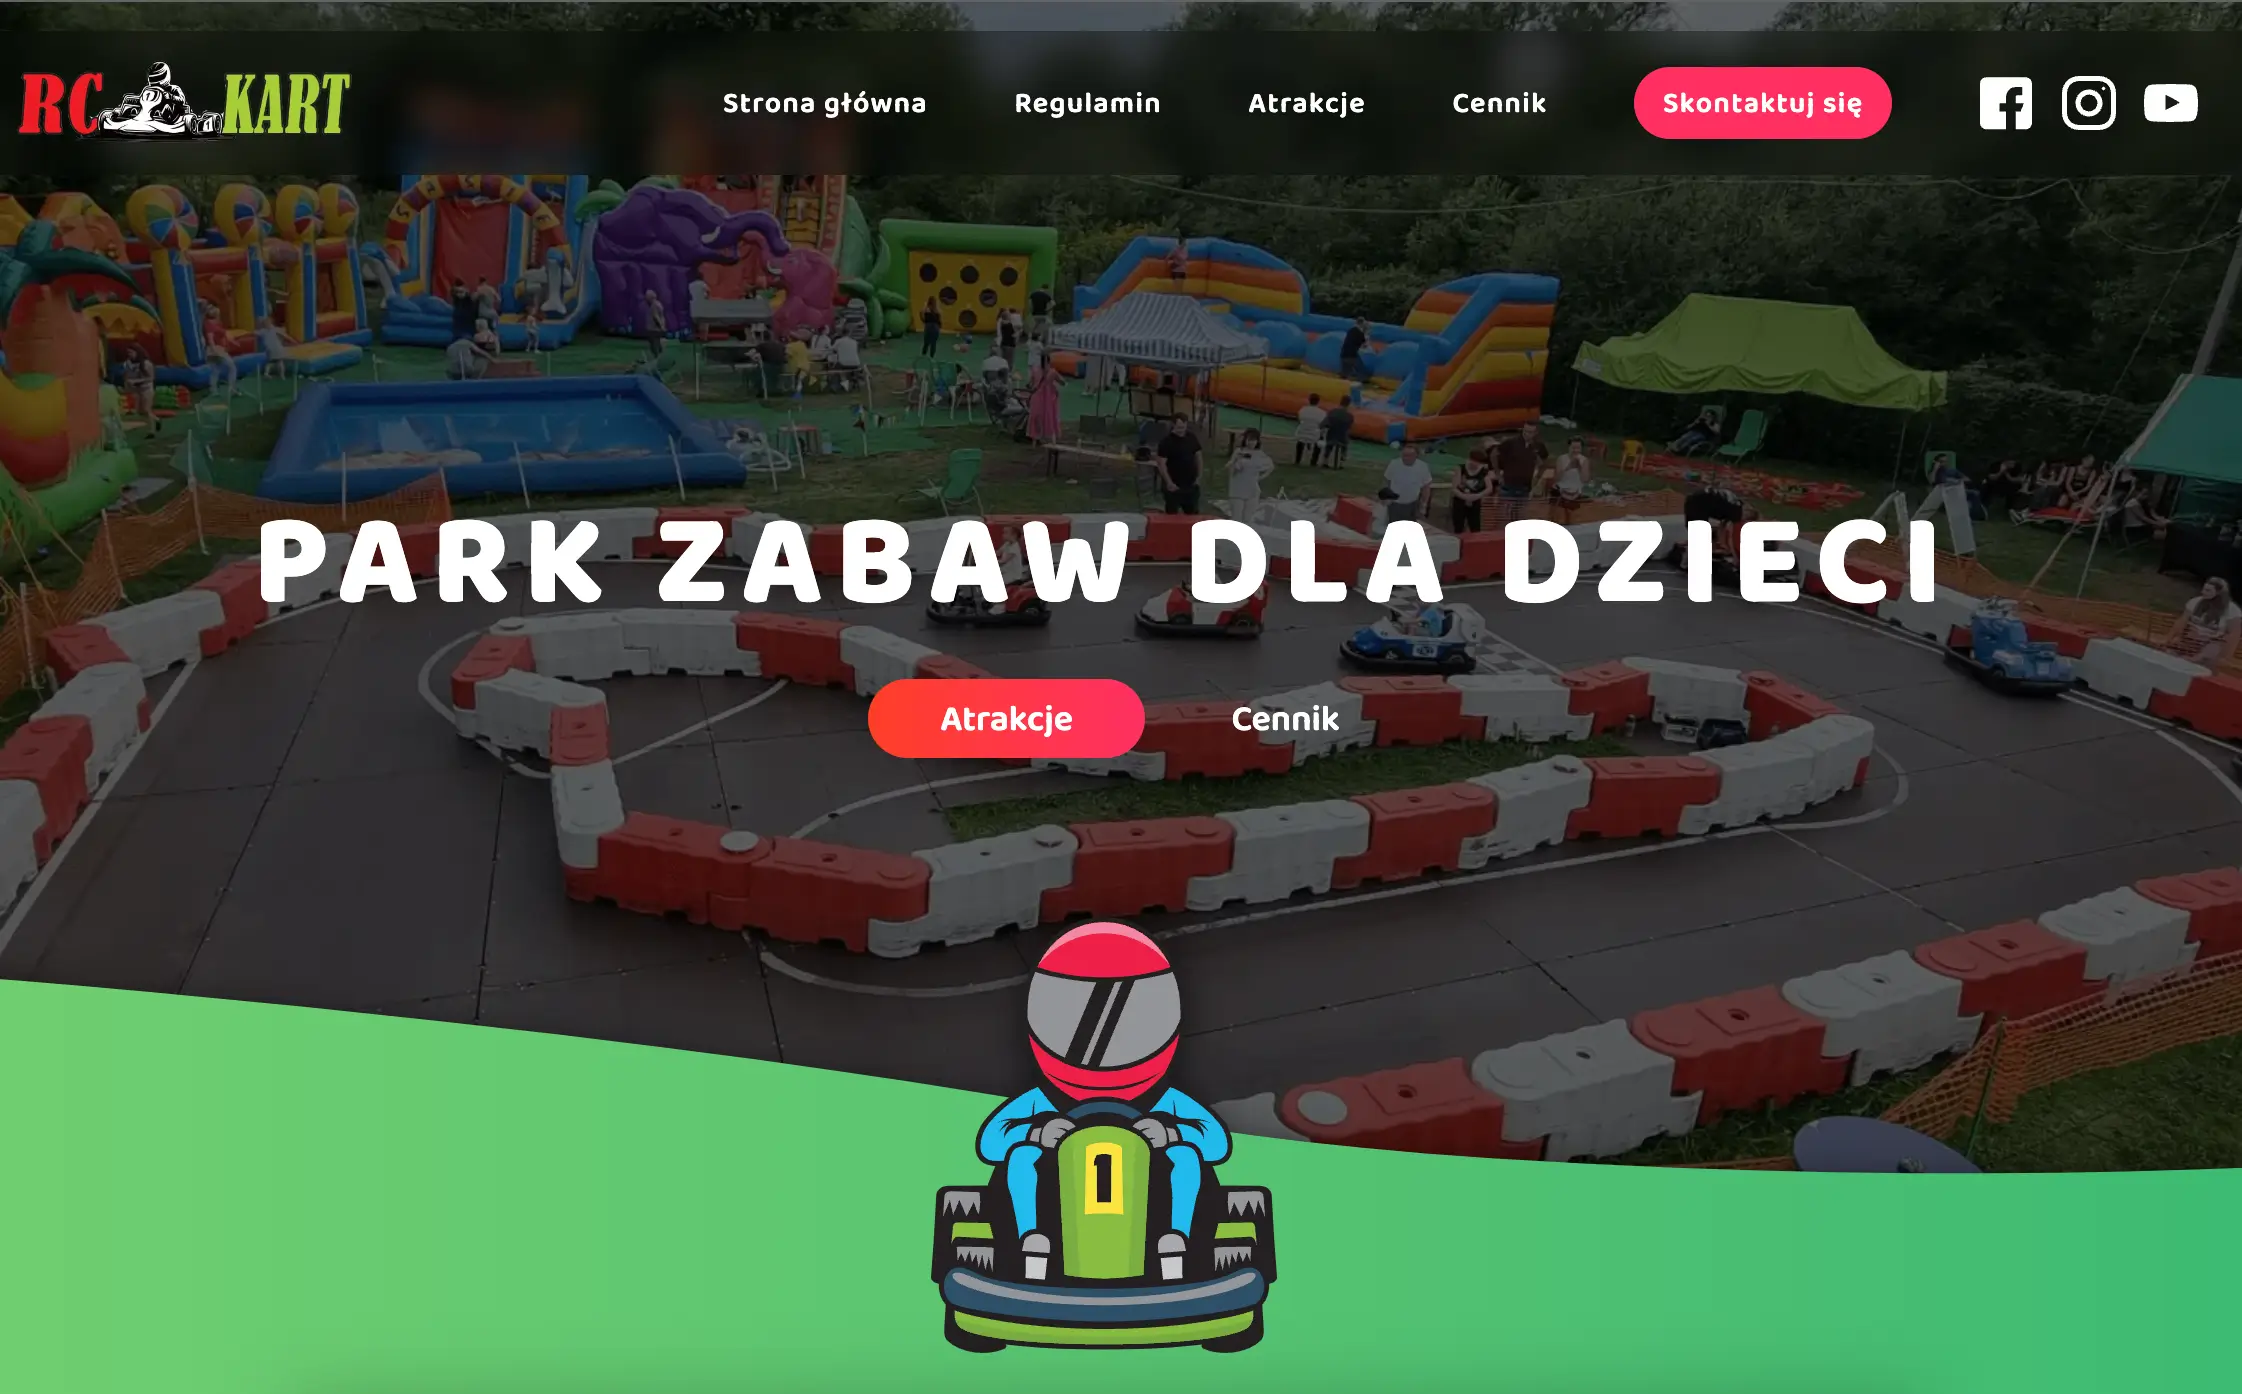 RC KART
Strona główna
Regulamin
Atrakcje
Cennik
Skontaktuj się
PARK ZABAW DLA DZIECI
Atrakcje
Cennik
1